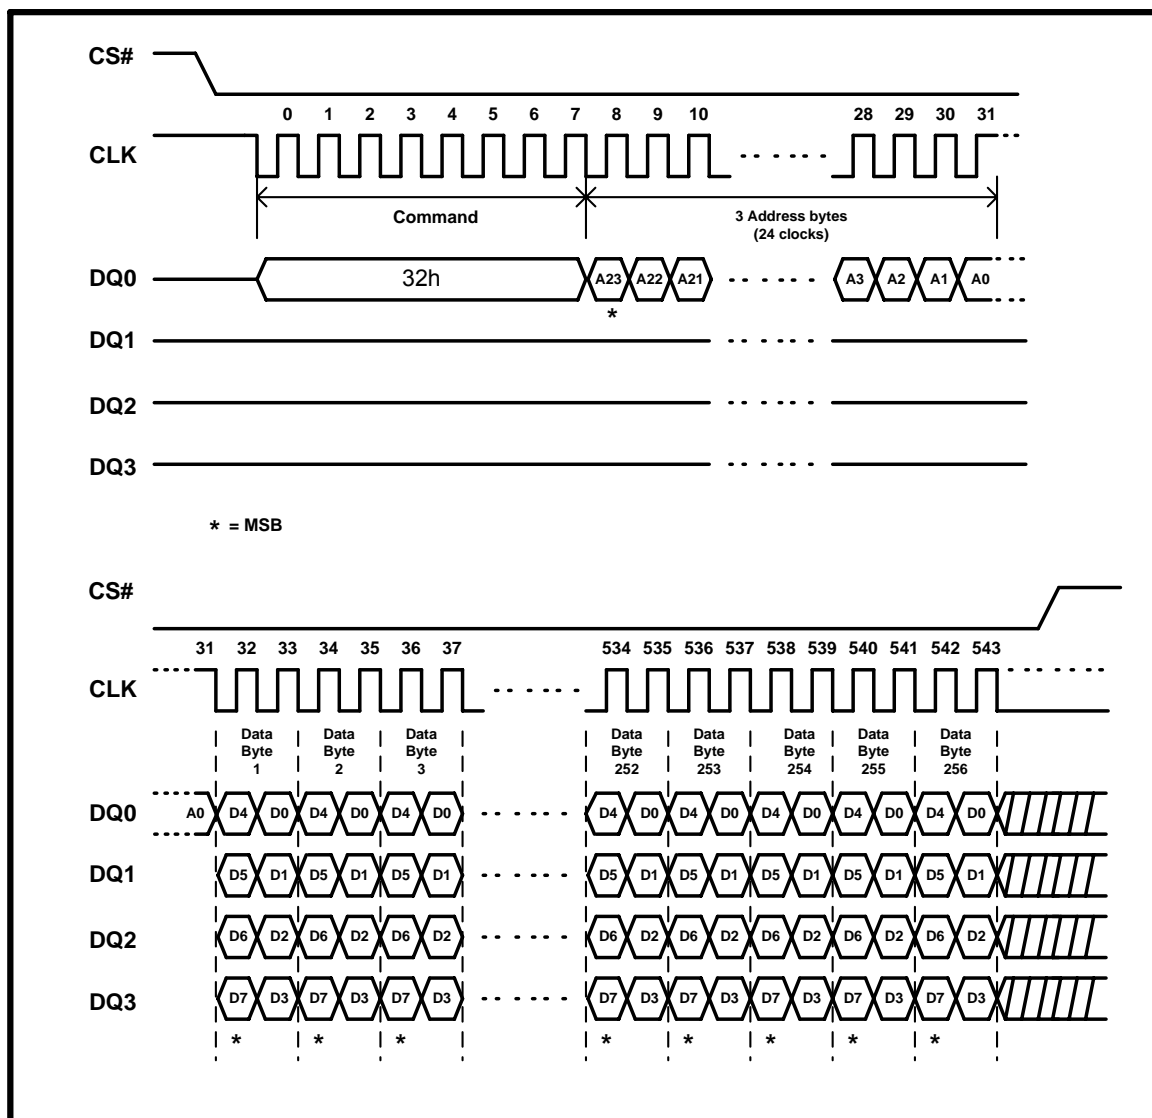 CS#
0 1 2 3 4 5 6 7 8 9 10 28 29 30 31
CLK
Command
3 Address bytes
(24 clocks)
DQ0 32h A23 A22 A21 A3 A2 A1 A0
*
DQ1
DQ2
DQ3
* = MSB
CS#
31 32 33 34 35 36 37 534 535 536 537 538 539 540 541 542 543
CLK
Data Data Data Data Data Data Data Data
Byte Byte Byte Byte Byte Byte Byte Byte
1 2 3 252 253 254 255 256
DQ0 A0 D4 D0 D4 D0 D4 D0 D4 D0 D4 D0 D4 D0 D4 D0 D4 D0
DQ1 D5 D1 D5 D1 D5 D1 D5 D1 D5 D1 D5 D1 D5 D1 D5 D1
DQ2 D6 D2 D6 D2 D6 D2 D6 D2 D6 D2 D6 D2 D6 D2 D6 D2
DQ3 D7 D3 D7 D3 D7 D3 D7 D3 D7 D3 D7 D3 D7 D3 D7 D3
* * * * * * * *